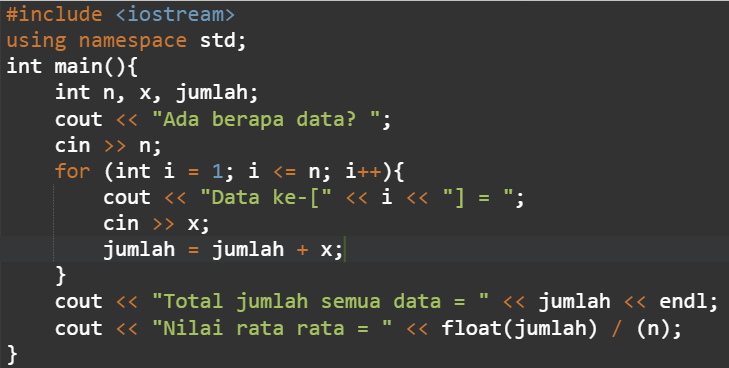 #include <iostream>
using namespace std;
int main(){
    int n, x, jumlah;
    cout << "Ada berapa data? ";
    cin >> n;
    for (int i = 1; i <= n; i++){
        cout << "Data ke-[" << i << "] = ";
        cin >> x;
        jumlah = jumlah + x;
    }
    cout << "Total jumlah semua data = " << jumlah << endl;
    cout << "Nilai rata rata = " << float(jumlah) / (n);
}